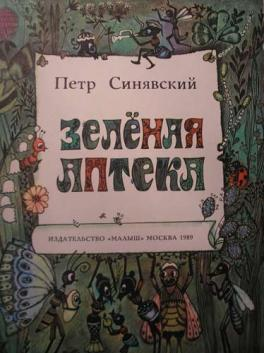 Петр Синявский
ЗЕЛЁНАЯ
АПТЕКА
ИЗДАТЕЛЬСТВО «МАЛЫШ» МОСКВА 1989